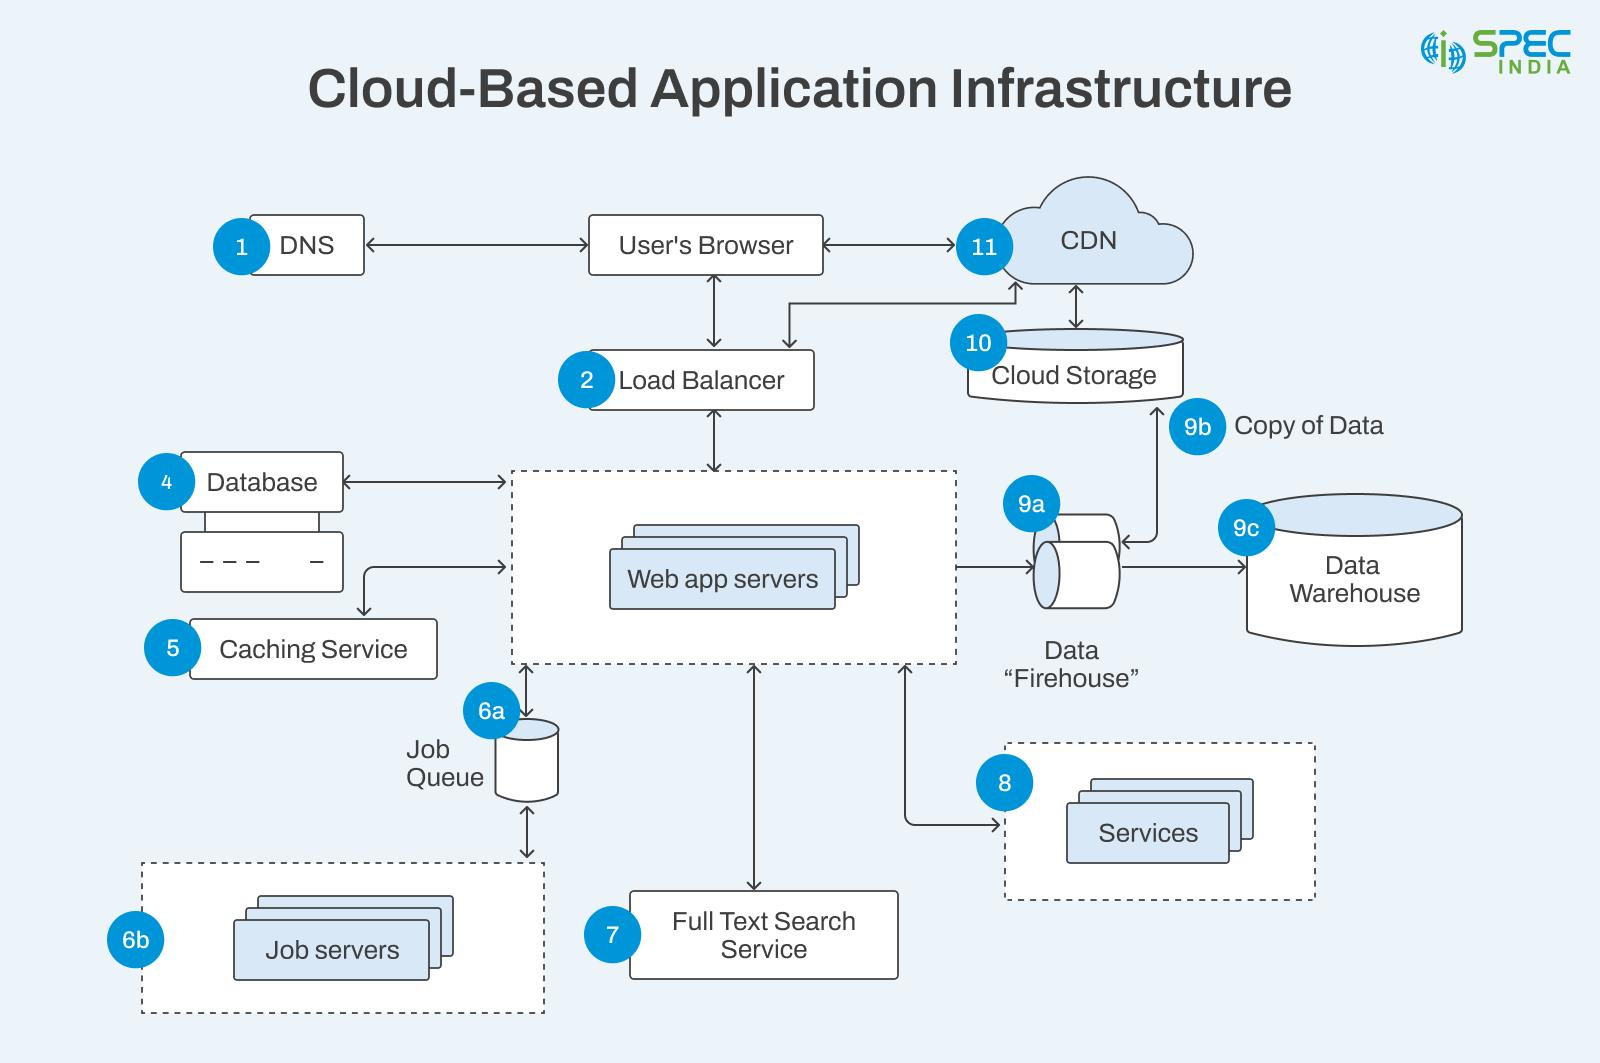 SPEC
INDIA
Cloud-Based Application Infrastructure
1
DNS
User's Browser
11
CDN
10
Cloud Storage
2
Load Balancer
9b
Copy of Data
4
Database
9a
9c
Data
Warehouse
Web app servers
5
Caching Service
Data
“Firehouse”
6a
Job
Queue
8
Services
6b
Job servers
7
Full Text Search
Service